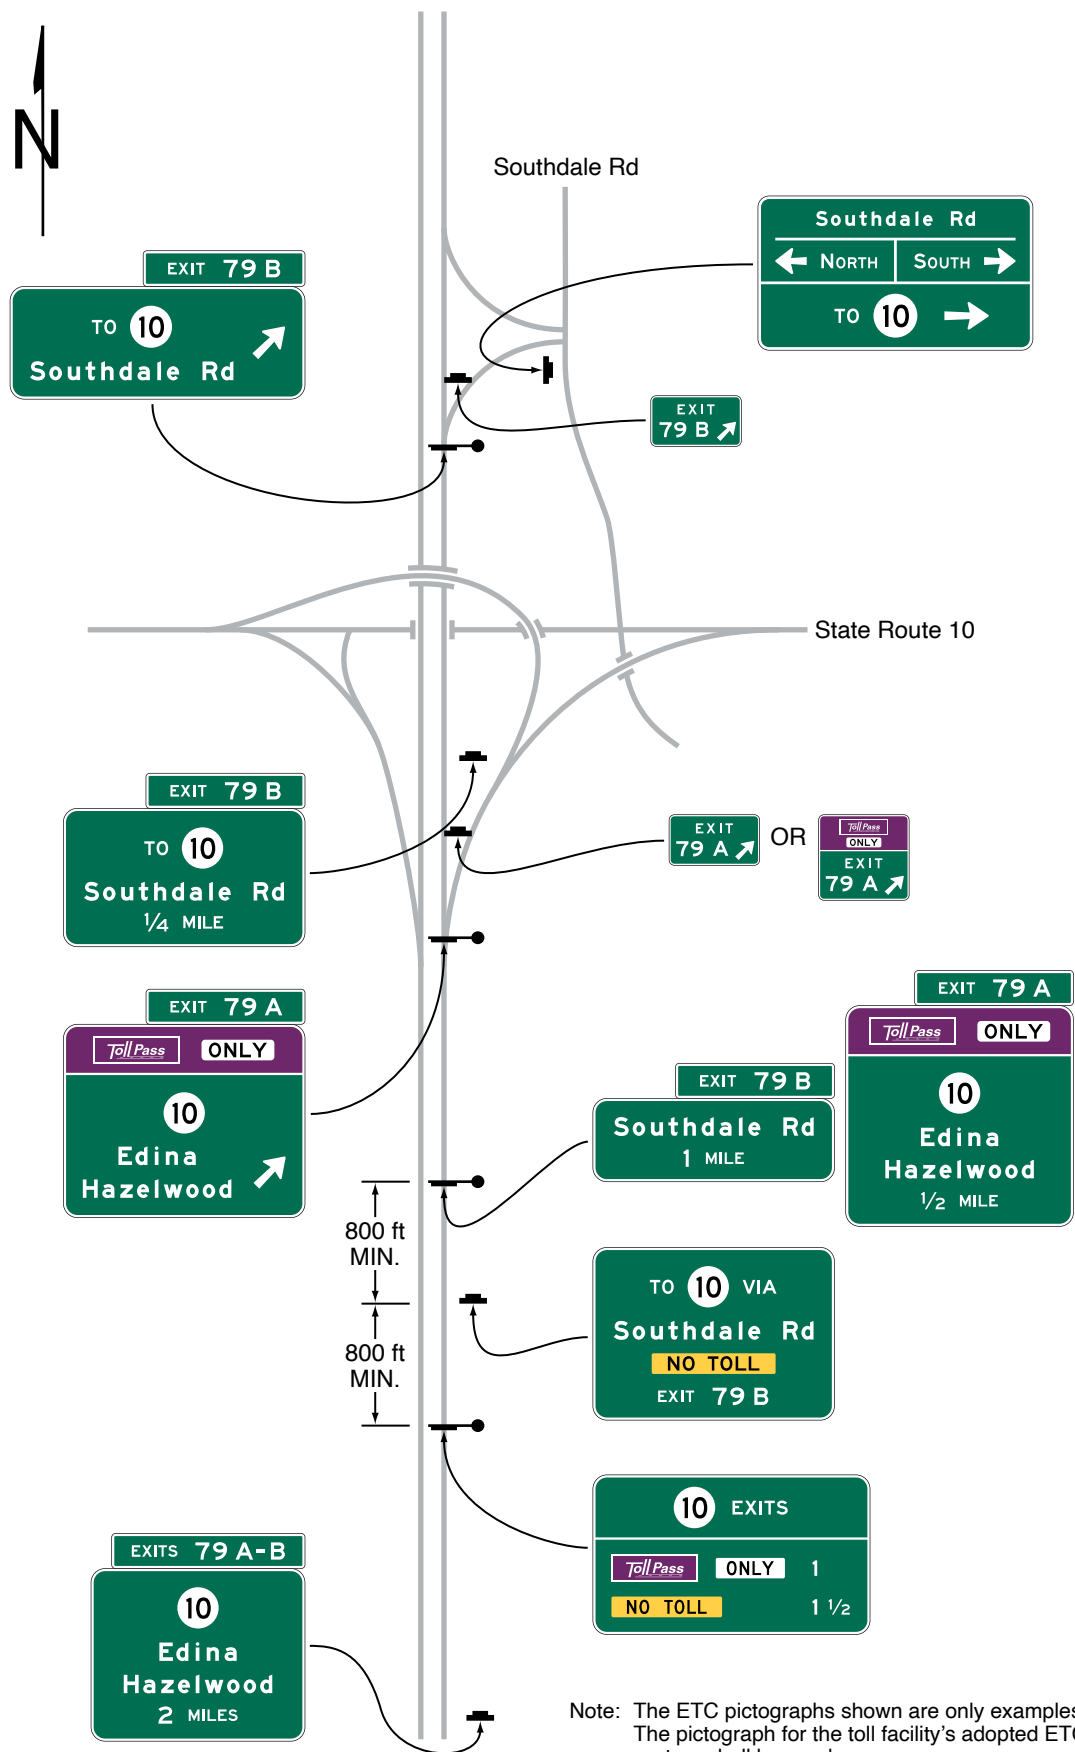 N
Southdale Rd
Southdale Rd
NORTH SOUTH
TO 10
EXIT 79 B
TO 10
Southdale Rd
EXIT
79 B
State Route 10
EXIT 79 B
TO 10
Southdale Rd
1/4 MILE
EXIT
79 A
OR
Toll Pass
ONLY
EXIT
79 A
EXIT 79 A
Toll Pass ONLY
10
Edina
Hazelwood
EXIT 79 A
Toll Pass ONLY
10
Edina
Hazelwood
1/2 MILE
EXIT 79 B
Southdale Rd
1 MILE
800 ft
MIN.
TO 10 VIA
Southdale Rd
NO TOLL
EXIT 79 B
800 ft
MIN.
10 EXITS
Toll Pass ONLY 1
NO TOLL 1 1/2
EXITS 79 A-B
10
Edina
Hazelwood
2 MILES
Note: The ETC pictographs shown are only examples
The pictograph for the toll facility's adopted ETC